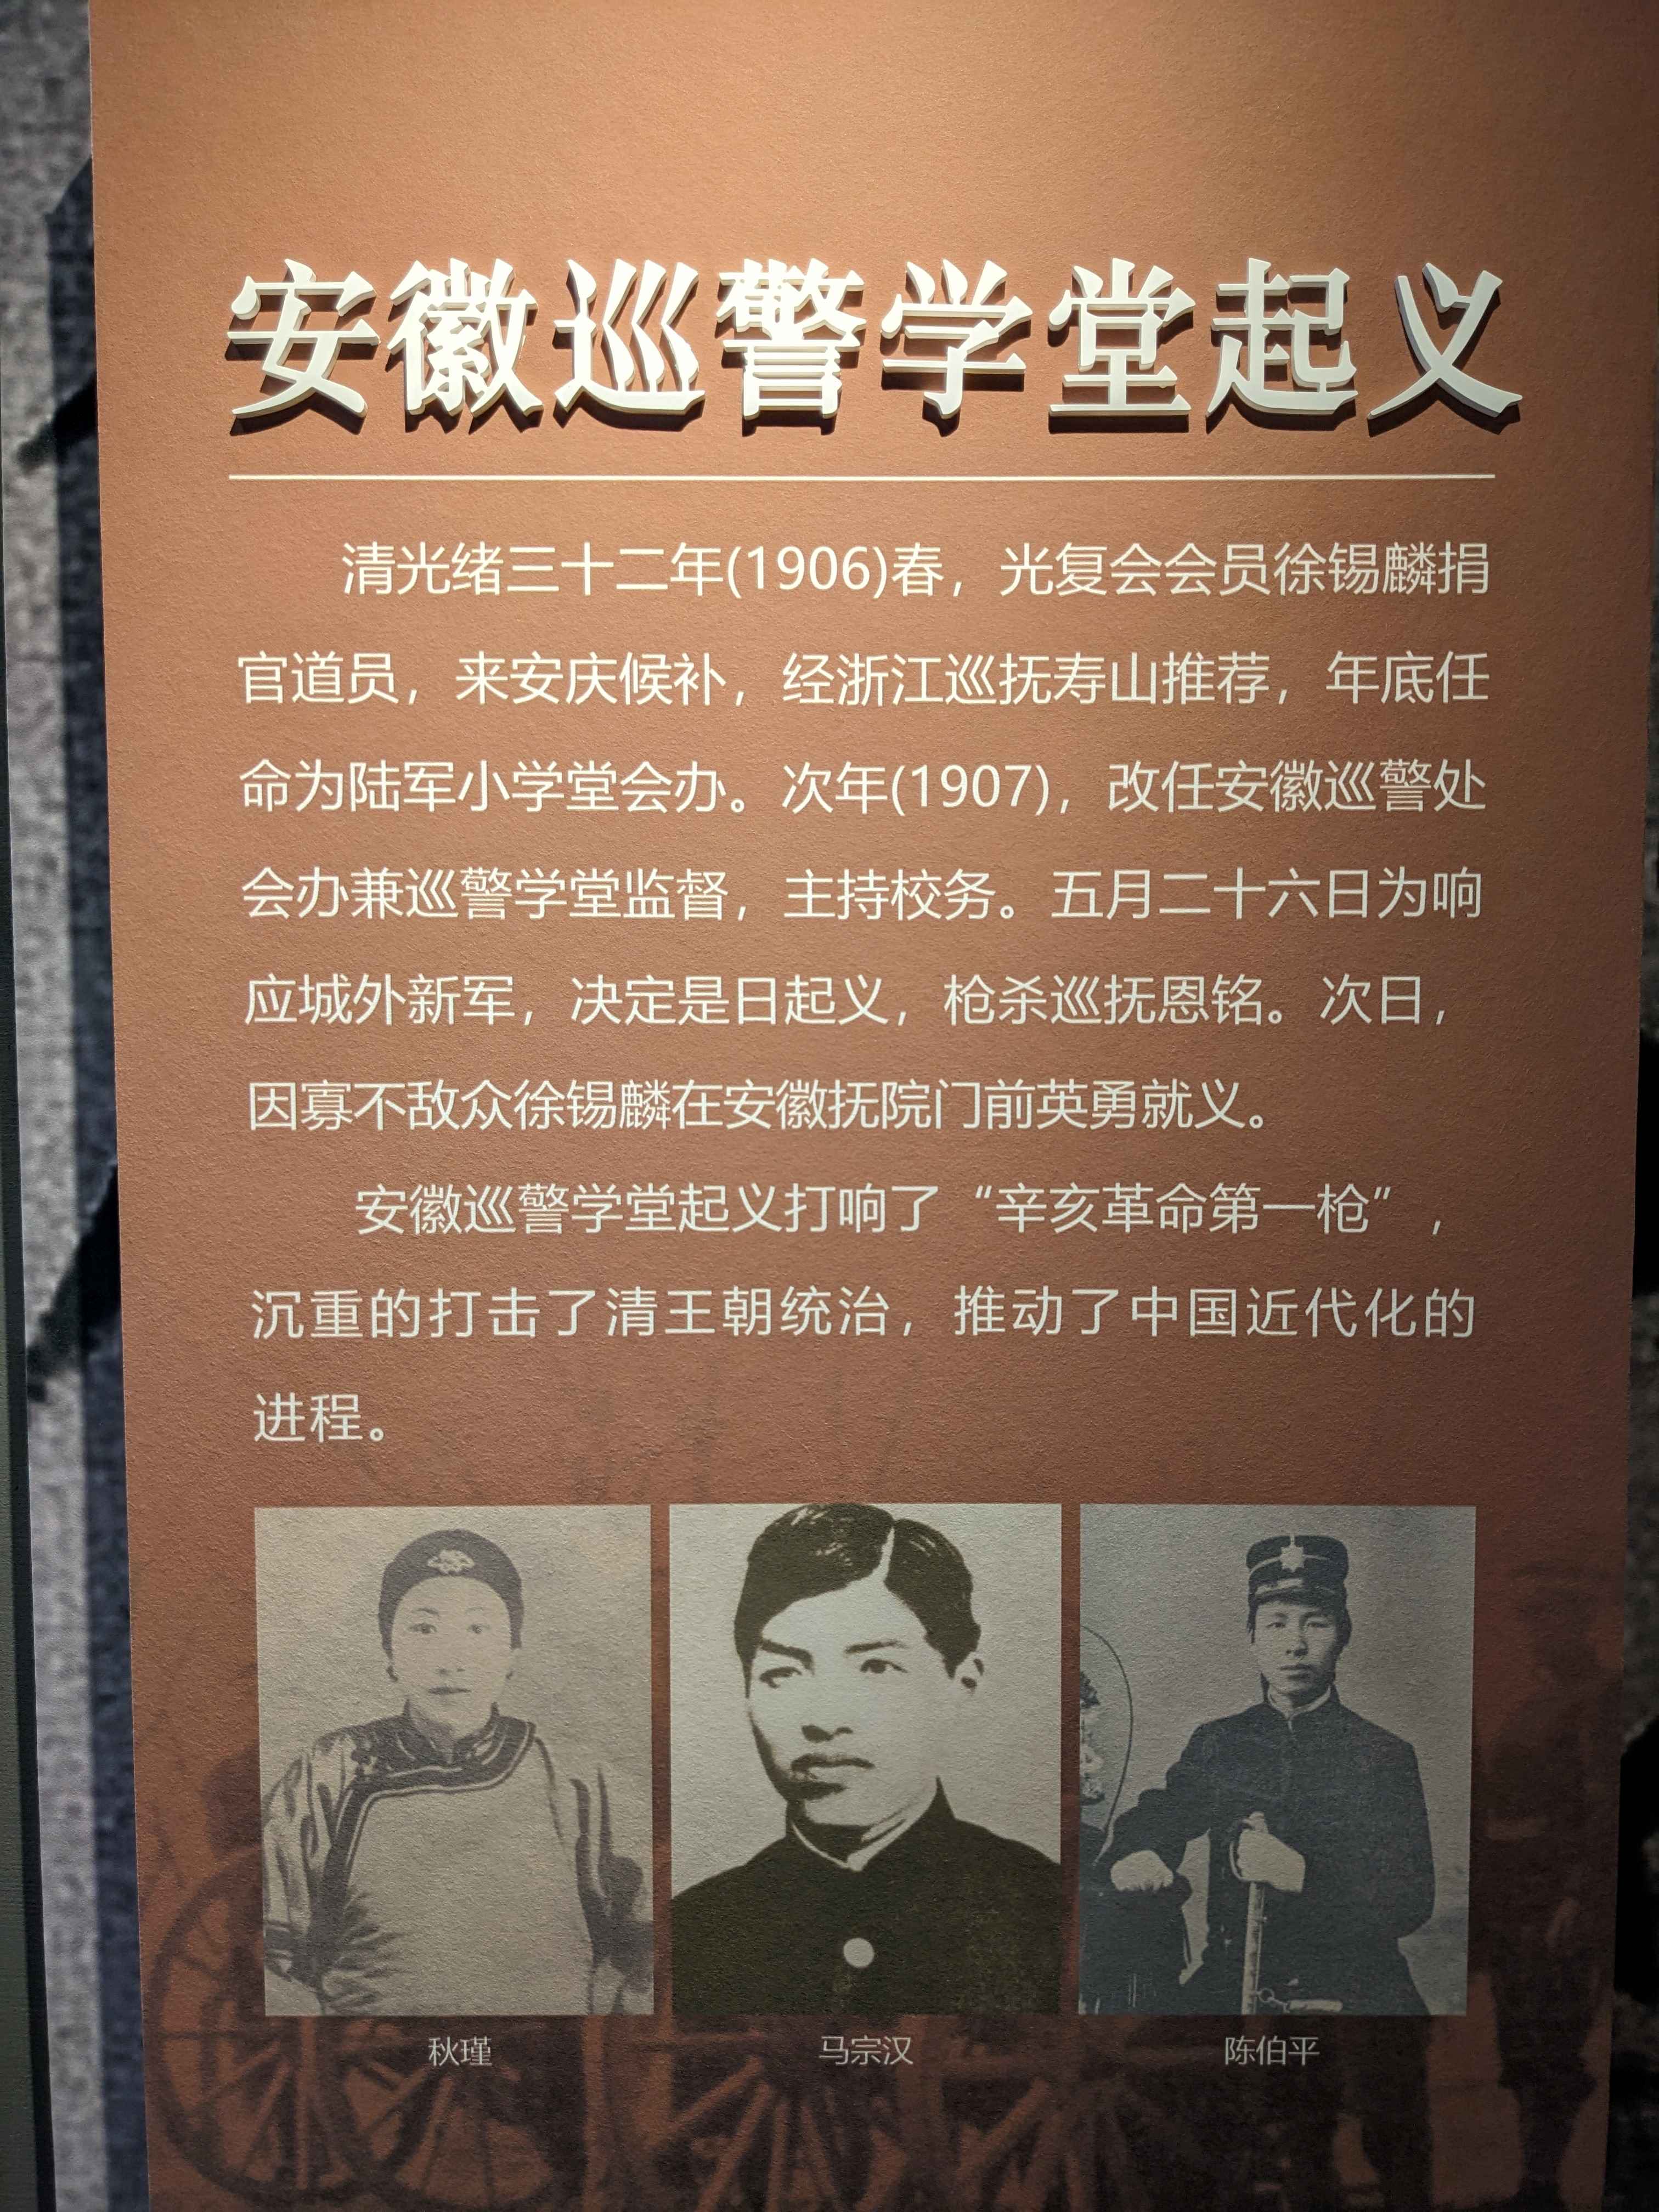 安徽巡警学堂起义
清光绪三十二年(1906)春，光复会会员徐锡麟捐
官道员，来安庆候补，经浙江巡抚寿山推荐，年底任
命为陆军小学堂会办。次年(1907)，改任安徽巡警处
会办兼巡警学堂监督，主持校务。五月二十六日为响
应城外新军，决定是日起义，枪杀巡抚恩铭。次日，
因寡不敌众徐锡麟在安徽抚院门前英勇就义。
安徽巡警学堂起义打响了“辛亥革命第一枪”，
沉重的打击了清王朝统治，推动了中国近代化的
进程。
秋瑾
马宗汉
陈伯平